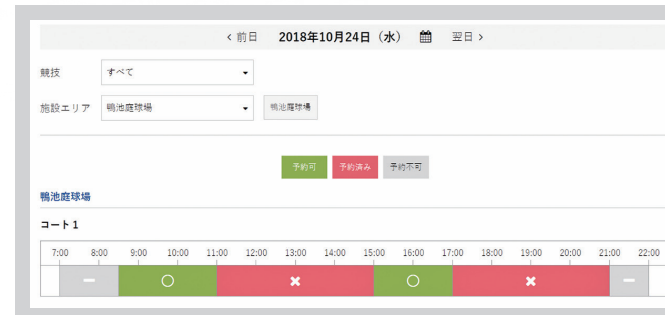 < 前日 2018年10月24日（水） 翌日 >
競技 すべて
施設エリア 鴨池庭球場 鴨池庭球場
予約可 予約済み 予約不可
鴨池庭球場
コート1
7:00 8:00 9:00 10:00 11:00 12:00 13:00 14:00 15:00 16:00 17:00 18:00 19:00 20:00 21:00 22:00
− ○ × ○ × −